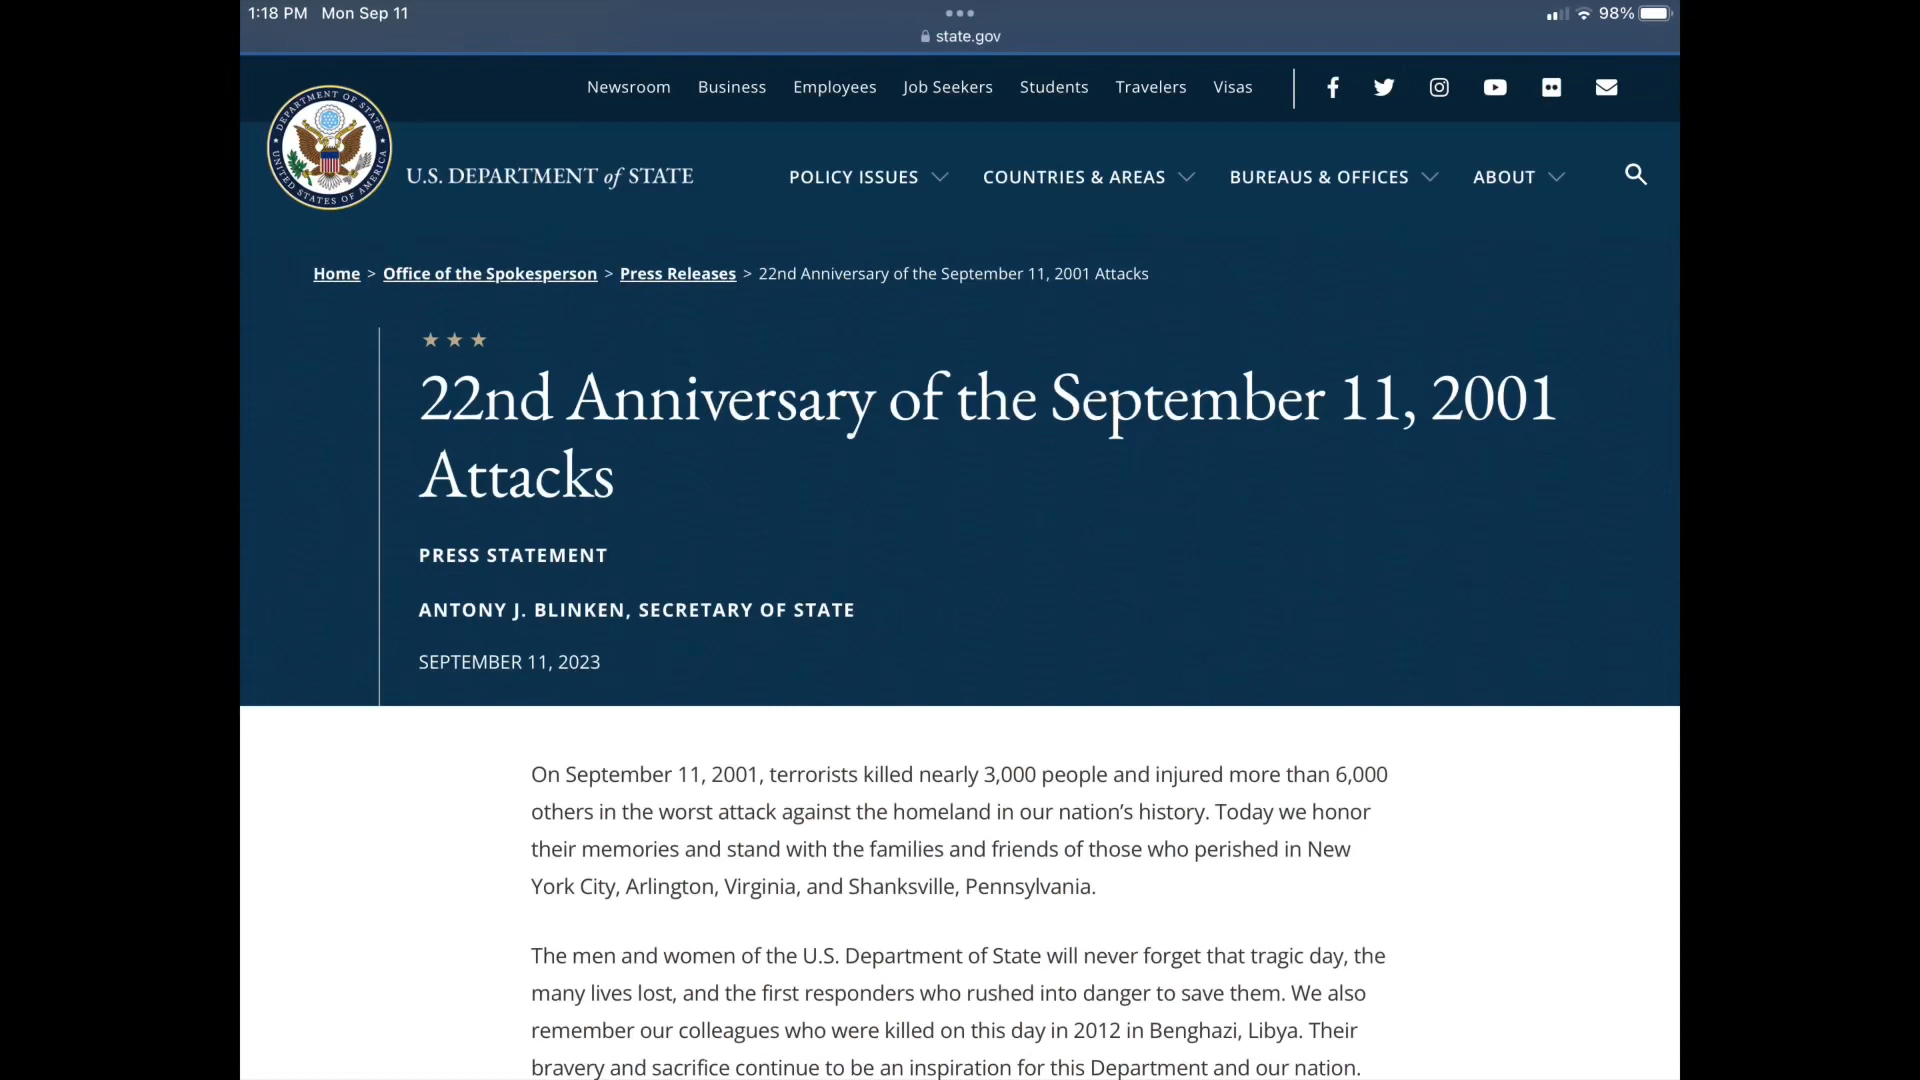 1:18 PM Mon Sep 11
98%
state.gov
Newsroom Business Employees Job Seekers Students Travelers Visas
DEPARTMENT OF STATE
UNITED STATES OF AMERICA
U.S. DEPARTMENT of STATE
POLICY ISSUES COUNTRIES & AREAS BUREAUS & OFFICES ABOUT
Home > Office of the Spokesperson > Press Releases > 22nd Anniversary of the September 11, 2001 Attacks
22nd Anniversary of the September 11, 2001
Attacks
PRESS STATEMENT
ANTONY J. BLINKEN, SECRETARY OF STATE
SEPTEMBER 11, 2023
On September 11, 2001, terrorists killed nearly 3,000 people and injured more than 6,000
others in the worst attack against the homeland in our nation’s history. Today we honor
their memories and stand with the families and friends of those who perished in New
York City, Arlington, Virginia, and Shanksville, Pennsylvania.
The men and women of the U.S. Department of State will never forget that tragic day, the
many lives lost, and the first responders who rushed into danger to save them. We also
remember our colleagues who were killed on this day in 2012 in Benghazi, Libya. Their
bravery and sacrifice continue to be an inspiration for this Department and our nation.